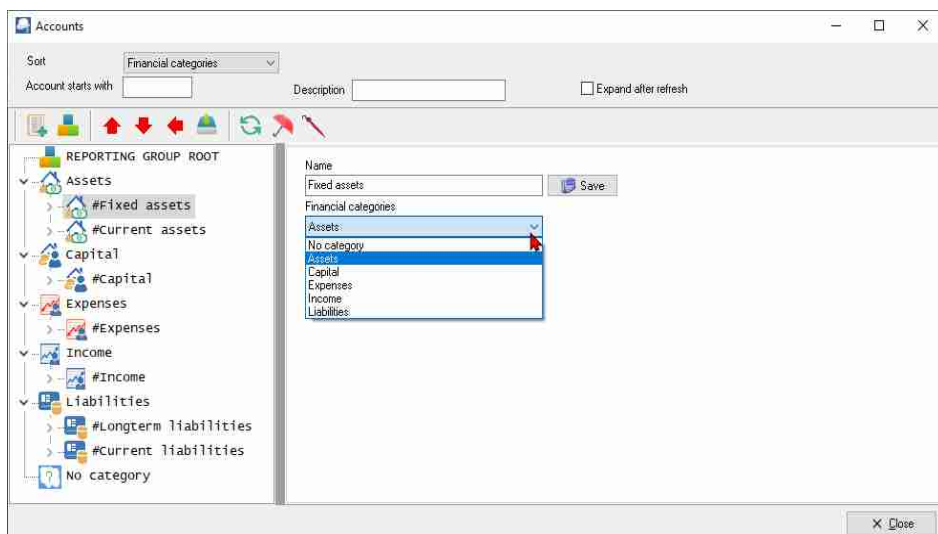 Accounts
Sort
Financial categories
Account starts with
Description
Expand after refresh
REPORTING GROUP ROOT
Assets
#Fixed assets
#Current assets
Capital
#Capital
Expenses
#Expenses
Income
#Income
Liabilities
#Longterm liabilities
#Current liabilities
No category
Name
Fixed assets
Save
Financial categories
Assets
No category
Assets
Capital
Expenses
Income
Liabilities
Close